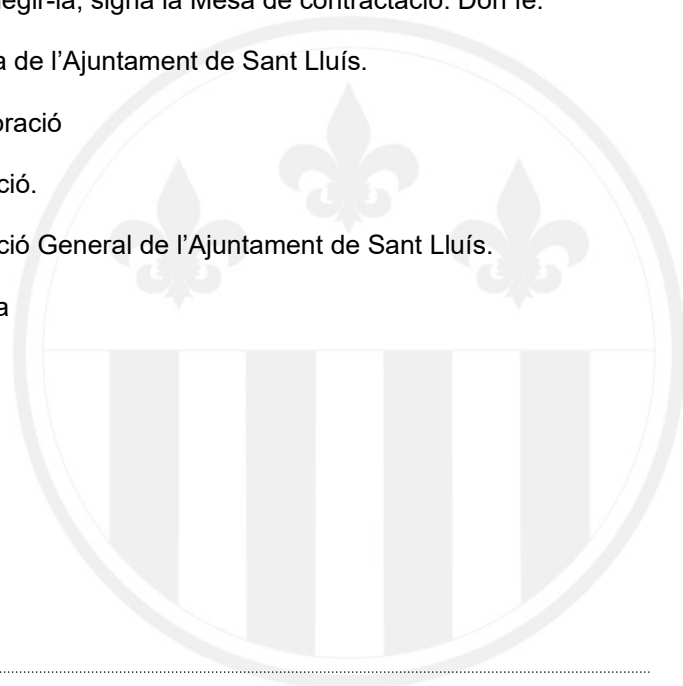 egir-la, signa la Mesa de contractació. Don fe.
a de l’Ajuntament de Sant Lluís.
oració
ció.
ció General de l’Ajuntament de Sant Lluís.
a